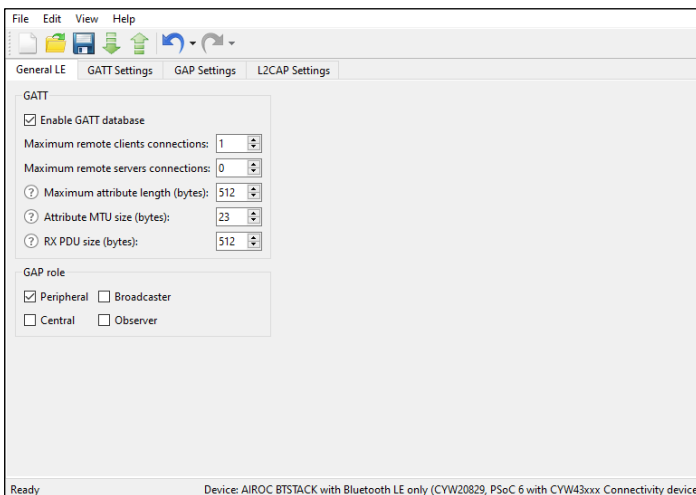 File Edit View Help
General LE GATT Settings GAP Settings L2CAP Settings
GATT
Enable GATT database
Maximum remote clients connections: 1
Maximum remote servers connections: 0
? Maximum attribute length (bytes): 512
? Attribute MTU size (bytes): 23
? RX PDU size (bytes): 512
GAP role
Peripheral Broadcaster
Central Observer
Ready Device: AIROC BTSTACK with Bluetooth LE only (CYW20829, PSoC 6 with CYW43xxx Connectivity device